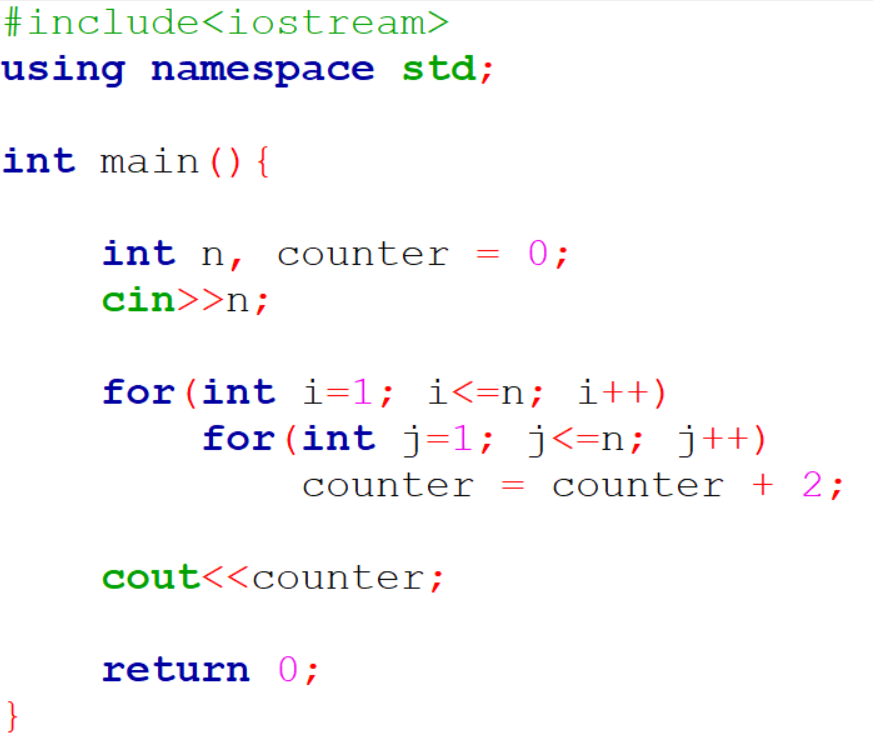 #include<iostream>
using namespace std;
int main(){
int n, counter = 0;
cin>>n;
for(int i=1; i<=n; i++)
for(int j=1; j<=n; j++)
counter = counter + 2;
cout<<counter;
return 0;
}